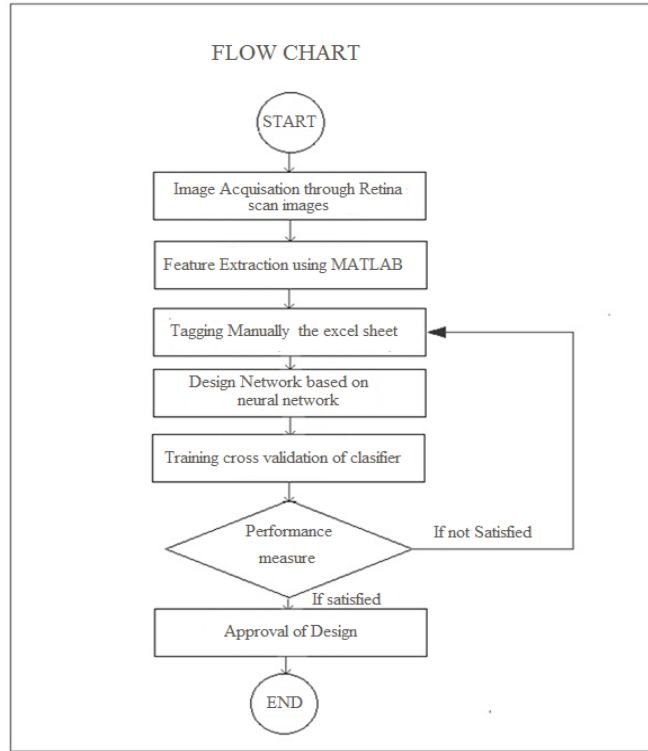 FLOW CHART
START
Image Acquisation through Retina
scan images
Feature Extraction using MATLAB
Tagging Manually the excel sheet
Design Network based on
neural network
Training cross validation of clasifier
Performance
measure
If not Satisfied
If satisfied
Approval of Design
END